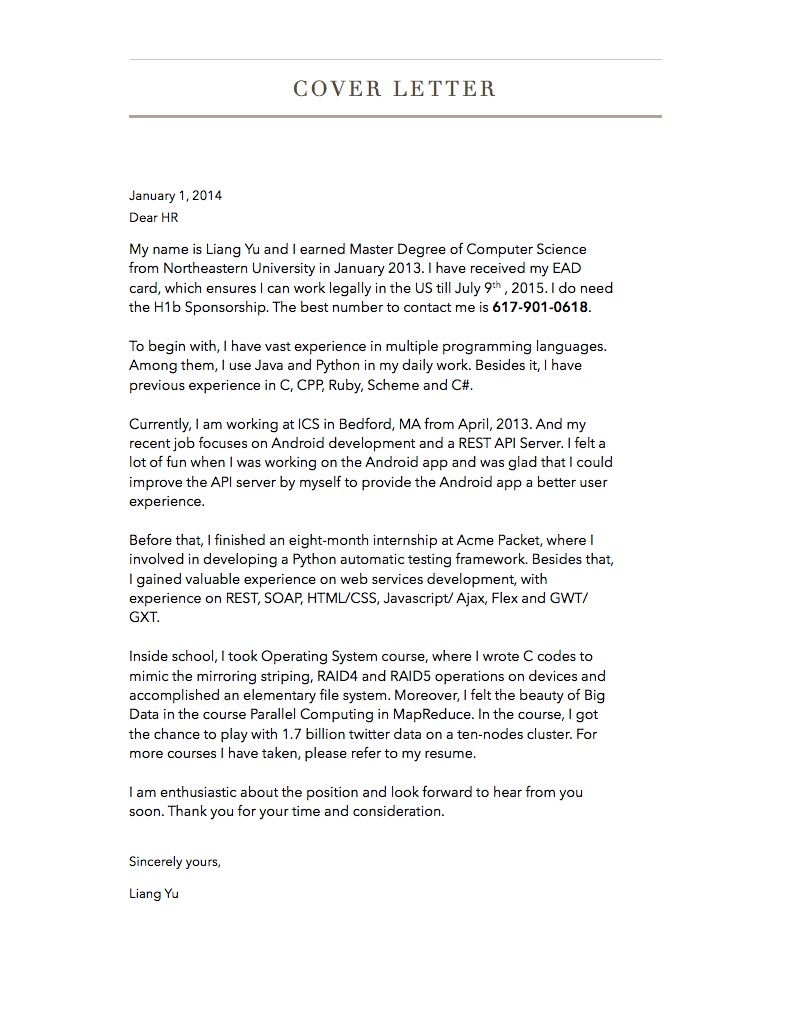 COVER LETTER
January 1, 2014
Dear HR
My name is Liang Yu and I earned Master Degree of Computer Science
from Northeastern University in January 2013. I have received my EAD
card, which ensures I can work legally in the US till July 9th , 2015. I do need
the H1b Sponsorship. The best number to contact me is 617-901-0618.
To begin with, I have vast experience in multiple programming languages.
Among them, I use Java and Python in my daily work. Besides it, I have
previous experience in C, CPP, Ruby, Scheme and C#.
Currently, I am working at ICS in Bedford, MA from April, 2013. And my
recent job focuses on Android development and a REST API Server. I felt a
lot of fun when I was working on the Android app and was glad that I could
improve the API server by myself to provide the Android app a better user
experience.
Before that, I finished an eight-month internship at Acme Packet, where I
involved in developing a Python automatic testing framework. Besides that,
I gained valuable experience on web services development, with
experience on REST, SOAP, HTML/CSS, Javascript/ Ajax, Flex and GWT/
GXT.
Inside school, I took Operating System course, where I wrote C codes to
mimic the mirroring striping, RAID4 and RAID5 operations on devices and
accomplished an elementary file system. Moreover, I felt the beauty of Big
Data in the course Parallel Computing in MapReduce. In the course, I got
the chance to play with 1.7 billion twitter data on a ten-nodes cluster. For
more courses I have taken, please refer to my resume.
I am enthusiastic about the position and look forward to hear from you
soon. Thank you for your time and consideration.
Sincerely yours,
Liang Yu